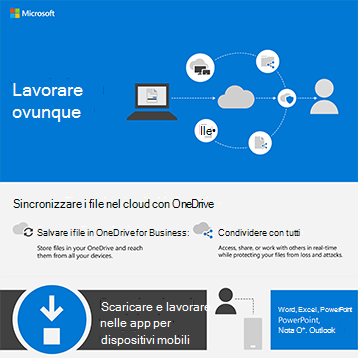 Microsoft
Lavorare
ovunque
lle•
Sincronizzare i file nel cloud con OneDrive
Salvare i file in OneDrive for Business:
Store files in your OneDrive and reach
them from all your devices.
Condividere con tutti
Access, share, or work with others in real-time
while protecting your files from loss and attacks.
Scaricare e lavorare
nelle app per
dispositivi mobili
Word, Excel, PowerPoint
PowerPoint,
Nota O*. Outlook